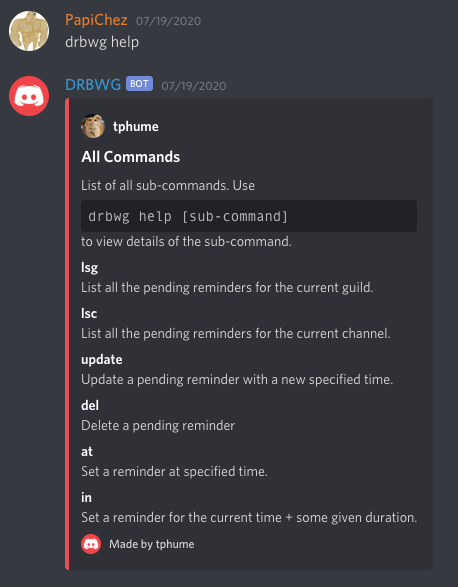 PapiChez 07/19/2020
drbwg help
DRBWG BOT 07/19/2020
tphume
All Commands
List of all sub-commands. Use
drbwg help [sub-command]
to view details of the sub-command.
lsg
List all the pending reminders for the current guild.
lsc
List all the pending reminders for the current channel.
update
Update a pending reminder with a new specified time.
del
Delete a pending reminder
at
Set a reminder at specified time.
in
Set a reminder for the current time + some given duration.
Made by tphume